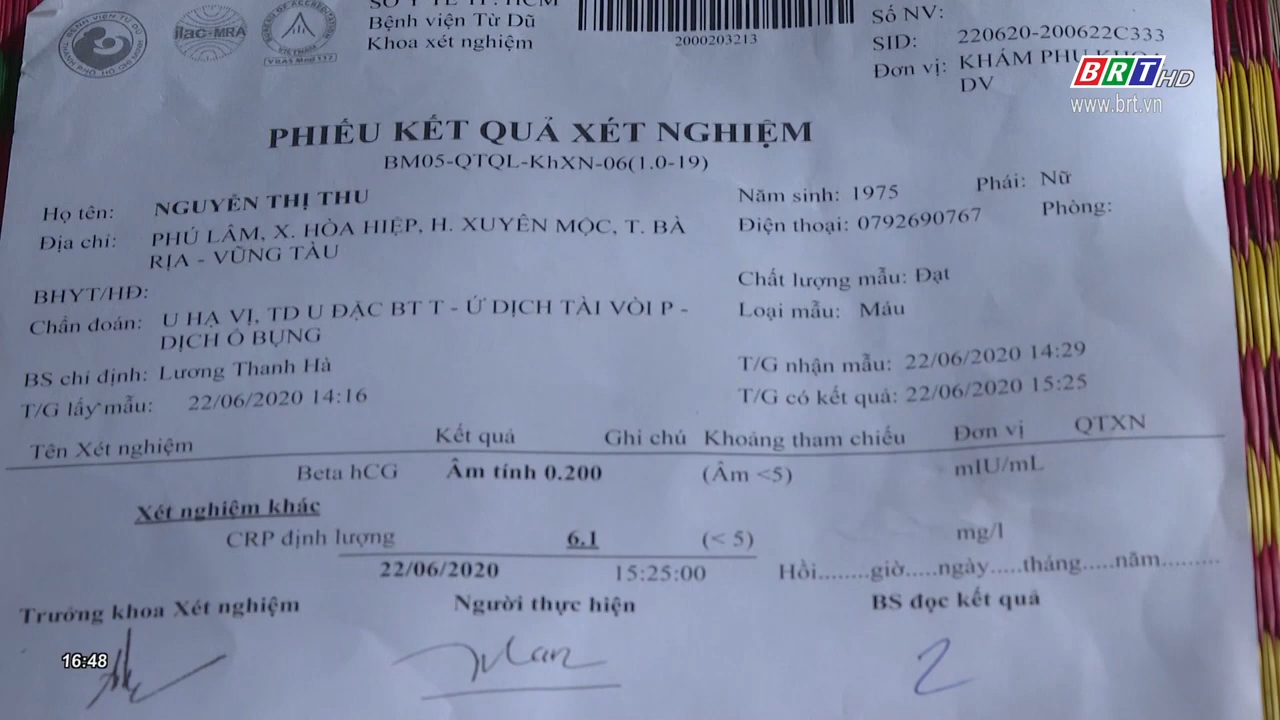 SỞ Y TẾ TP. HCM
Bệnh viện Từ Dũ
Khoa xét nghiệm
ilac-MRA
VIETNAM
2000203213
Số NV:
SID: 220620-200622C333
Đơn vị: KHÁM PHỤ KHOA
DV
BRT HD
www.brt.vn
PHIẾU KẾT QUẢ XÉT NGHIỆM
BM05-QTQL-KhXN-06(1.0-19)
Họ tên: NGUYỄN THỊ THU
Năm sinh: 1975 Phái: Nữ
Địa chỉ: PHÚ LÂM, X. HÒA HIỆP, H. XUYÊN MỘC, T. BÀ
RỊA - VŨNG TÀU
Điện thoại: 0792690767 Phòng:
BHYT/HĐ:
Chất lượng mẫu: Đạt
Chẩn đoán: U HẠ VỊ, TD U ĐẶC BT T - Ứ DỊCH TÀI VÒI P -
DỊCH Ổ BỤNG
Loại mẫu: Máu
BS chỉ định: Lương Thanh Hà
T/G nhận mẫu: 22/06/2020 14:29
T/G lấy mẫu: 22/06/2020 14:16
T/G có kết quả: 22/06/2020 15:25
Tên Xét nghiệm Kết quả Ghi chú Khoảng tham chiếu Đơn vị QTXN
Beta hCG Âm tính 0.200 (Âm <5) mIU/mL
Xét nghiệm khác
CRP định lượng 6.1 (< 5) mg/l
22/06/2020 15:25:00
Hồi........giờ.....ngày.....tháng.....năm.........
Trưởng khoa Xét nghiệm Người thực hiện BS đọc kết quả
16:48